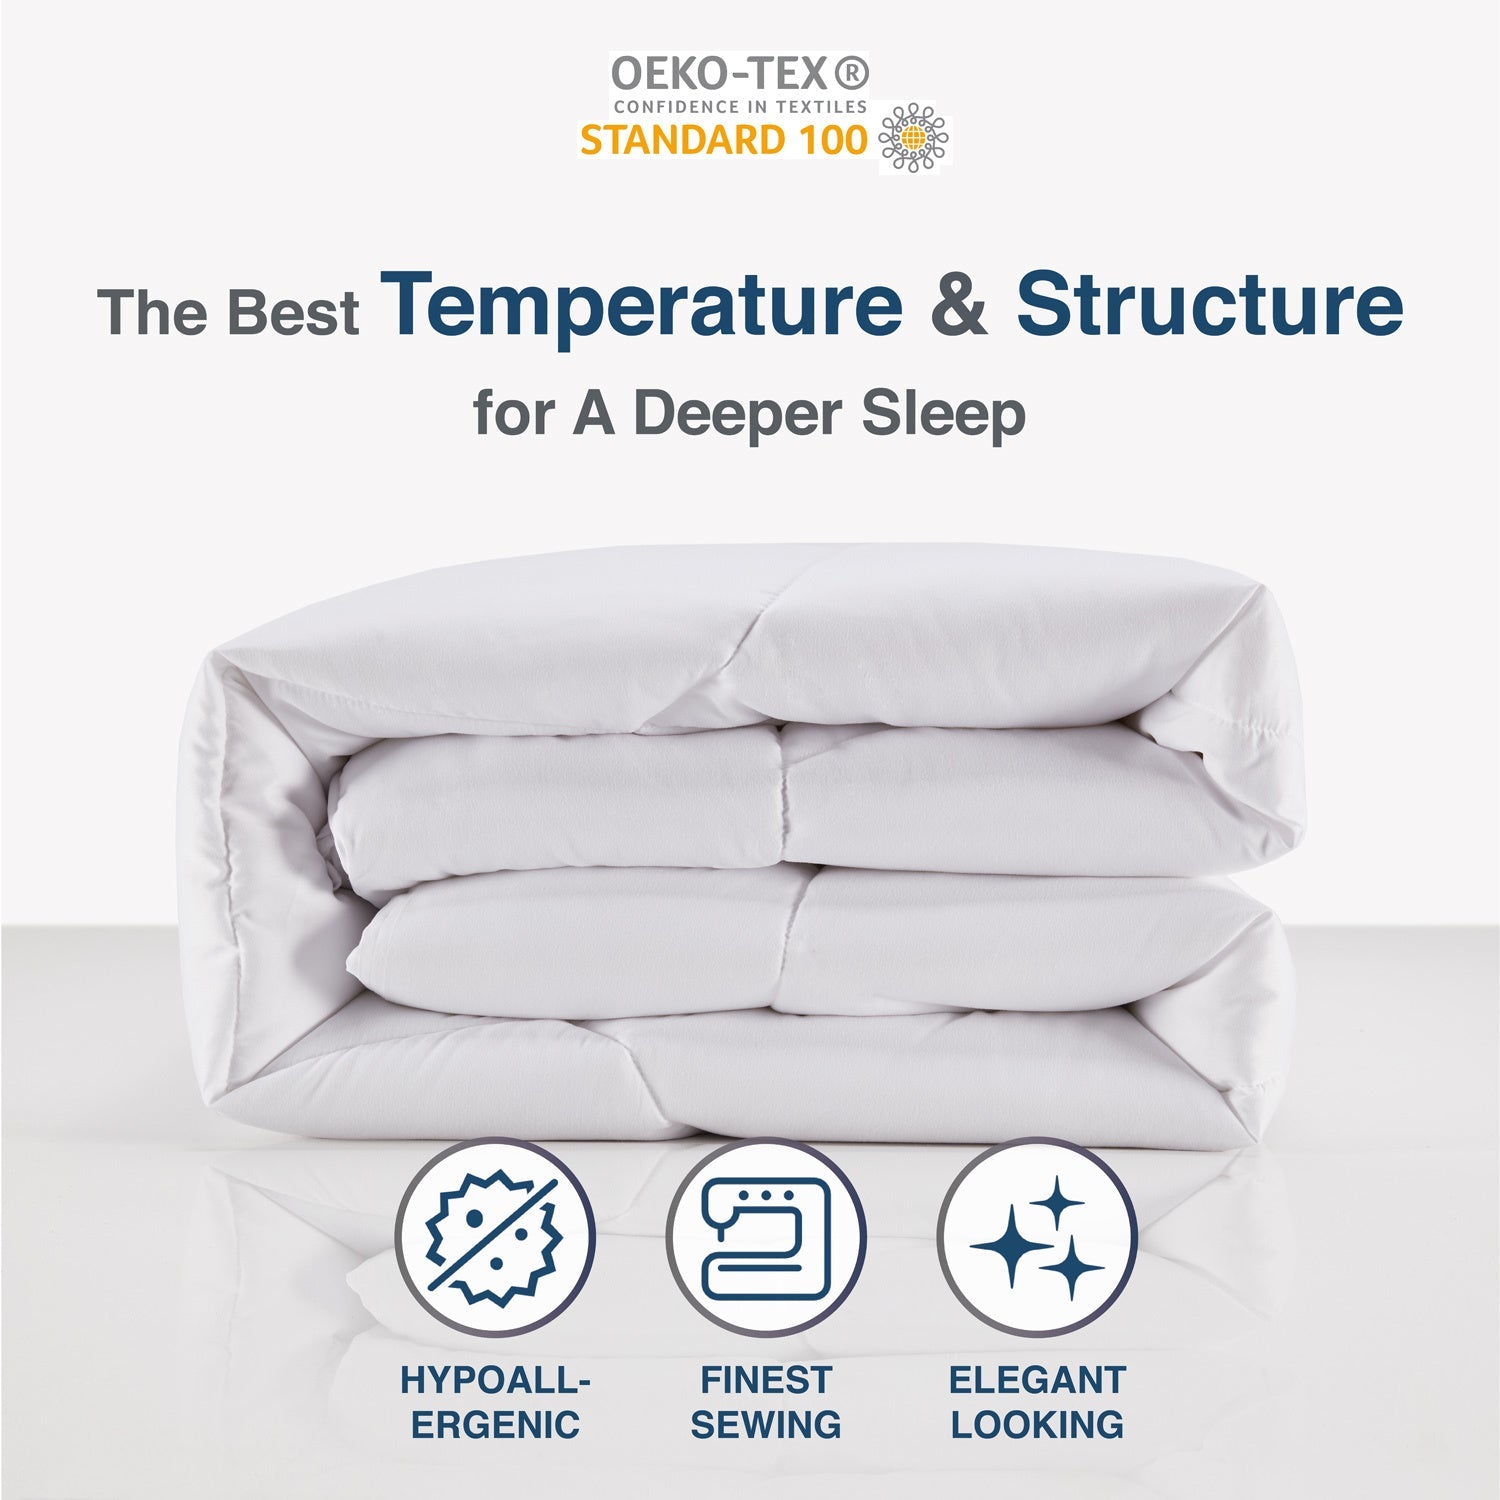 OEKO-TEX®
CONFIDENCE IN TEXTILES
STANDARD 100
The Best Temperature & Structure
for A Deeper Sleep
HYPOALL-
ERGENIC
FINEST
SEWING
ELEGANT
LOOKING